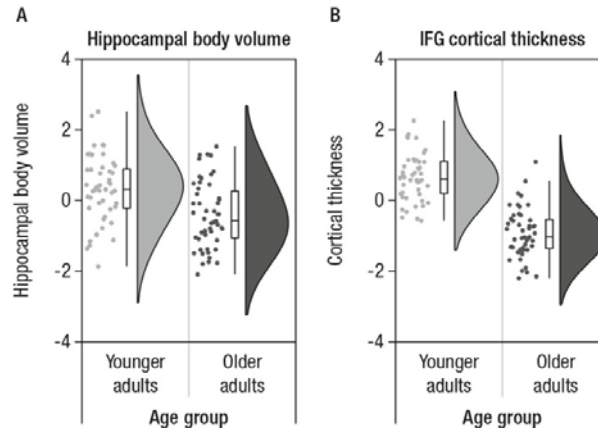 A
Hippocampal body volume
Hippocampal body volume
4
2
0
-2
-4
Younger adults
Older adults
Age group
B
IFG cortical thickness
Cortical thickness
4
2
0
-2
-4
Younger adults
Older adults
Age group